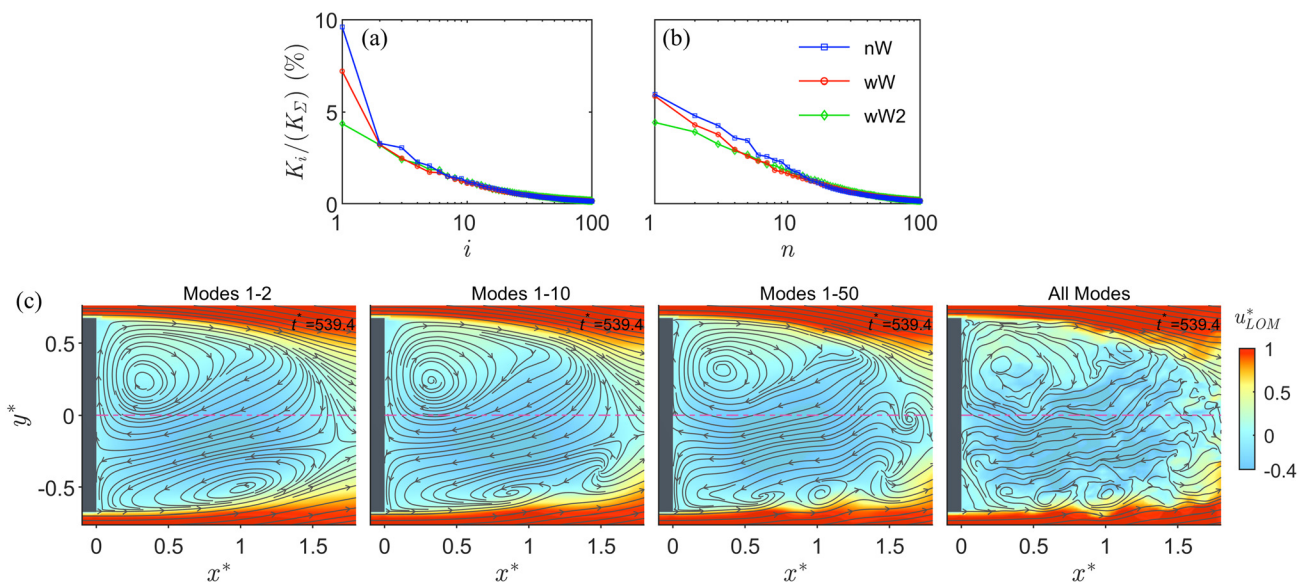 (a)
(b)
10
5
0
K_i/(K_Σ) (%)
1
10
100
i
1
10
100
n
nW
wW
wW2
(c)
Modes 1-2
Modes 1-10
Modes 1-50
All Modes
t*=539.4
t*=539.4
t*=539.4
t*=539.4
u*_LOM
1
0.5
0
-0.4
0.5
0
-0.5
y*
0
0.5
1
1.5
0
0.5
1
1.5
0
0.5
1
1.5
0
0.5
1
1.5
x*
x*
x*
x*